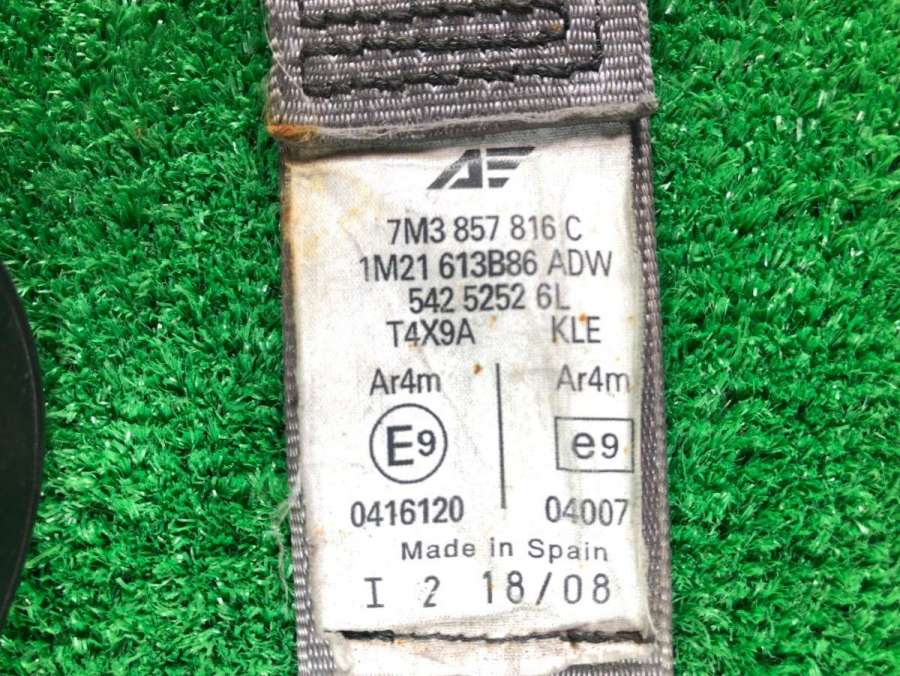 7M3 857 816 C
1M21 613B86 ADW
542 5252 6L
T4X9A KLE
Ar4m Ar4m
E9 e9
0416120 04007
Made in Spain
I 2 18/08